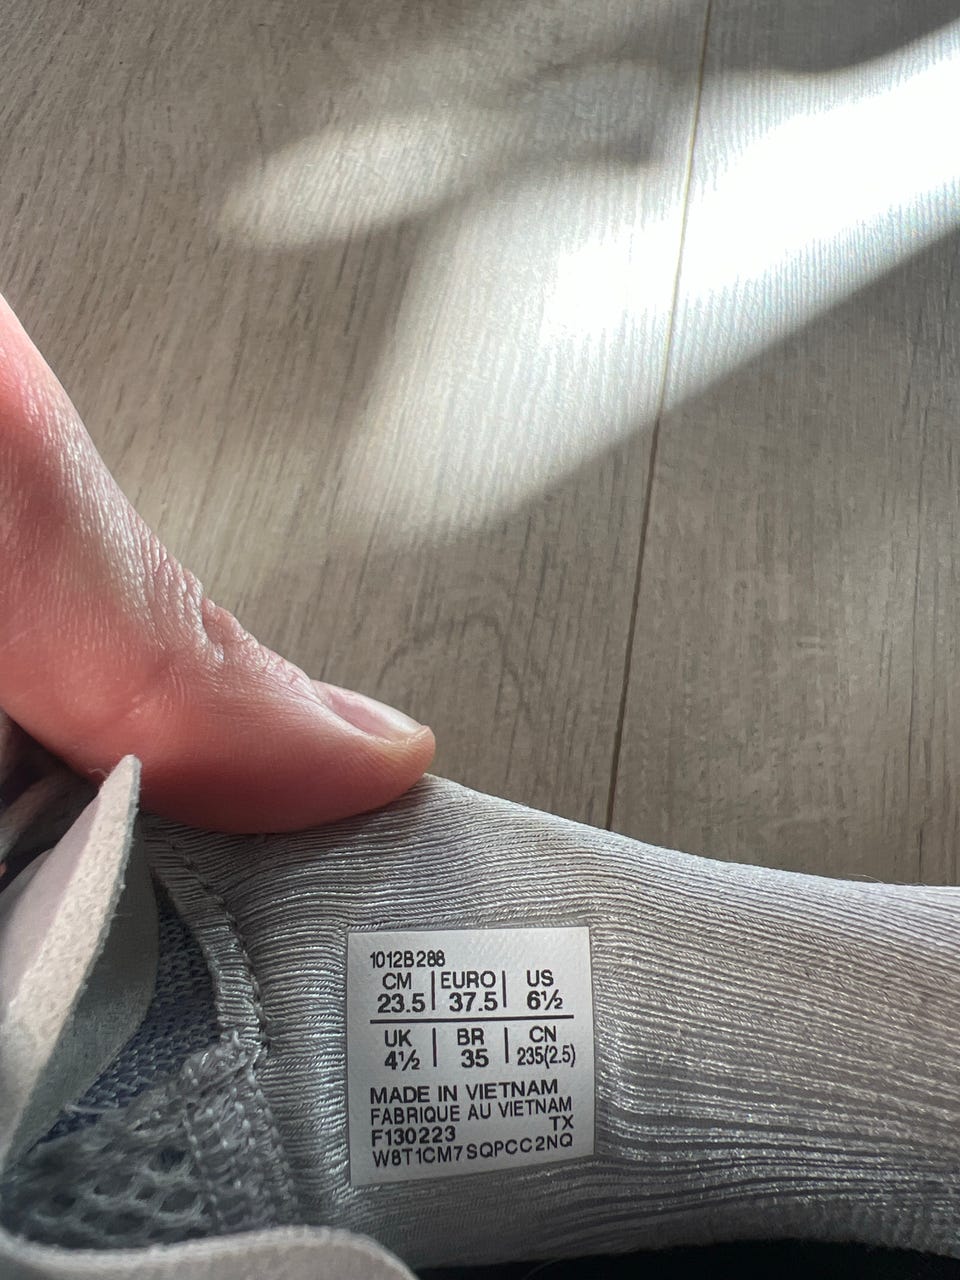 1012B288
CM | EURO | US
23.5 | 37.5 | 6½
UK | BR | CN
4½ | 35 | 235(2.5)
MADE IN VIETNAM
FABRIQUE AU VIETNAM
F130223 TX
W8T1CM7SQPCC2NQ